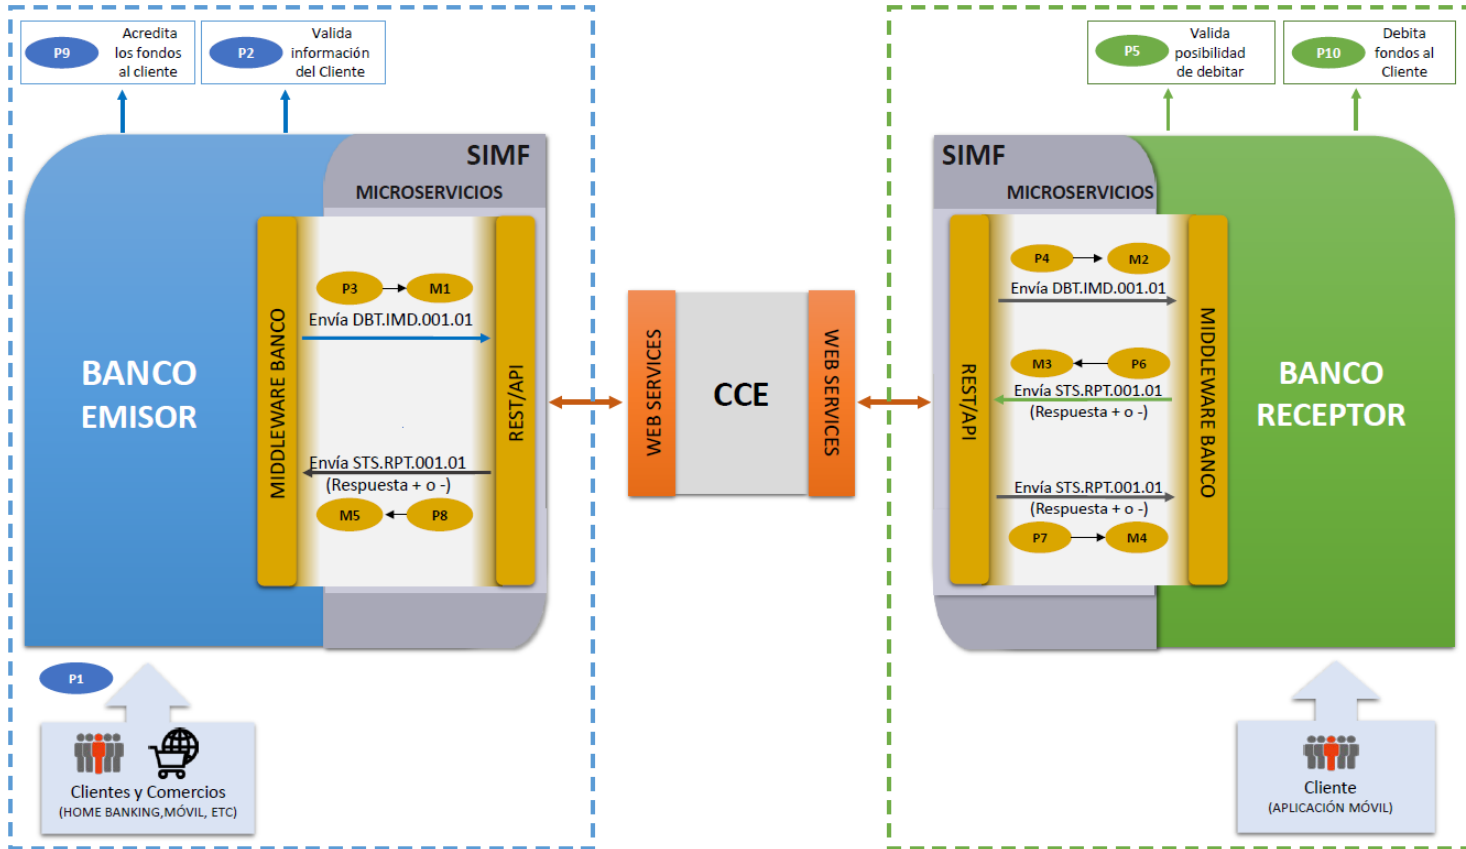 P9
Acredita
los fondos
al cliente
P2
Valida
información
del Cliente
P5
Valida
posibilidad
de debitar
P10
Debita
fondos al
Cliente
SIMF
MICROSERVICIOS
MIDDLEWARE BANCO
P3
M1
Envía DBT.IMD.001.01
Envía STS.RPT.001.01
(Respuesta + o -)
M5
P8
REST/API
BANCO
EMISOR
WEB SERVICES
CCE
WEB SERVICES
SIMF
MICROSERVICIOS
REST/API
P4
M2
Envía DBT.IMD.001.01
M3
P6
Envía STS.RPT.001.01
(Respuesta + o -)
Envía STS.RPT.001.01
(Respuesta + o -)
P7
M4
MIDDDLEWARE BANCO
BANCO
RECEPTOR
P1
Clientes y Comercios
(HOME BANKING,MÓVIL, ETC)
Cliente
(APLICACIÓN MÓVIL)